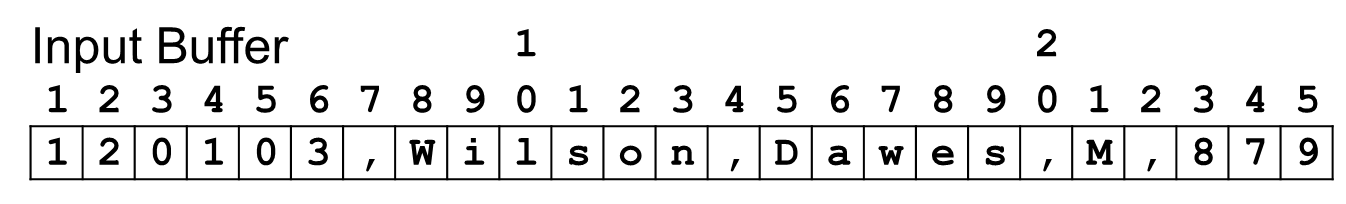 Input Buffer 1 2
1 2 3 4 5 6 7 8 9 0 1 2 3 4 5 6 7 8 9 0 1 2 3 4 5
1 2 0 1 0 3 , W i l s o n , D a w e s , M , 8 7 9